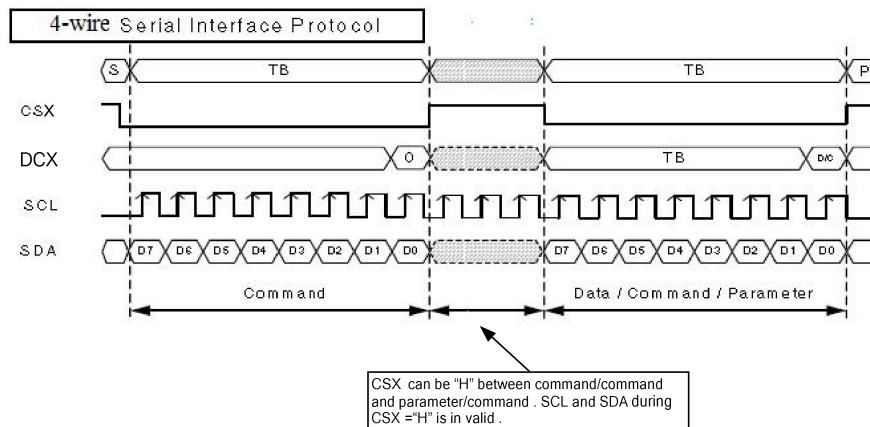 4-wire Serial Interface Protocol
S TB TB P
CSX
DCX O TB D/C
SCL
SDA D7 D6 D5 D4 D3 D2 D1 D0 D7 D6 D5 D4 D3 D2 D1 D0
Command Data / Command / Parameter
CSX can be "H" between command/command
and parameter/command . SCL and SDA during
CSX ="H" is in valid .